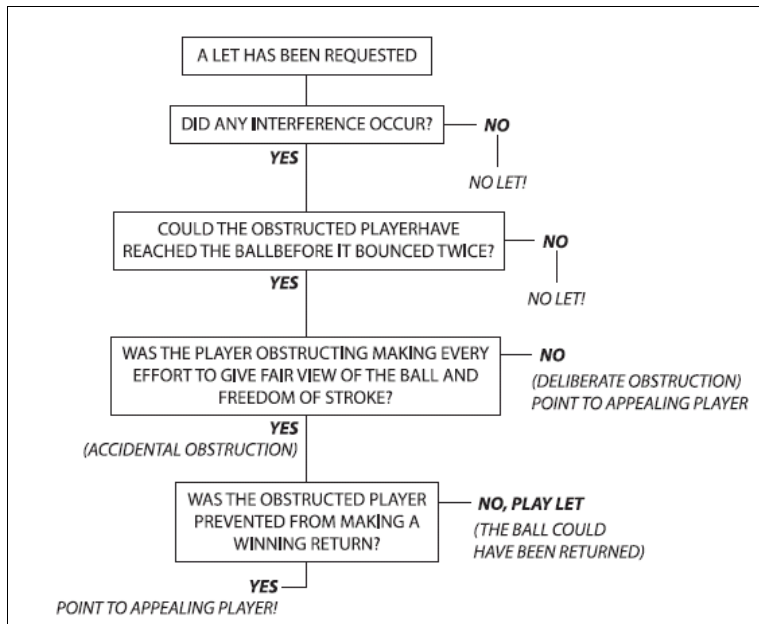 A LET HAS BEEN REQUESTED
DID ANY INTERFERENCE OCCUR?
NO
YES
NO LET!
COULD THE OBSTRUCTED PLAYERHAVE
REACHED THE BALLBEFORE IT BOUNCED TWICE?
NO
YES
NO LET!
WAS THE PLAYER OBSTRUCTING MAKING EVERY
EFFORT TO GIVE FAIR VIEW OF THE BALL AND
FREEDOM OF STROKE?
NO
(DELIBERATE OBSTRUCTION)
POINT TO APPEALING PLAYER
YES
(ACCIDENTAL OBSTRUCTION)
WAS THE OBSTRUCTED PLAYER
PREVENTED FROM MAKING A
WINNING RETURN?
NO, PLAY LET
(THE BALL COULD
HAVE BEEN RETURNED)
YES
POINT TO APPEALING PLAYER!